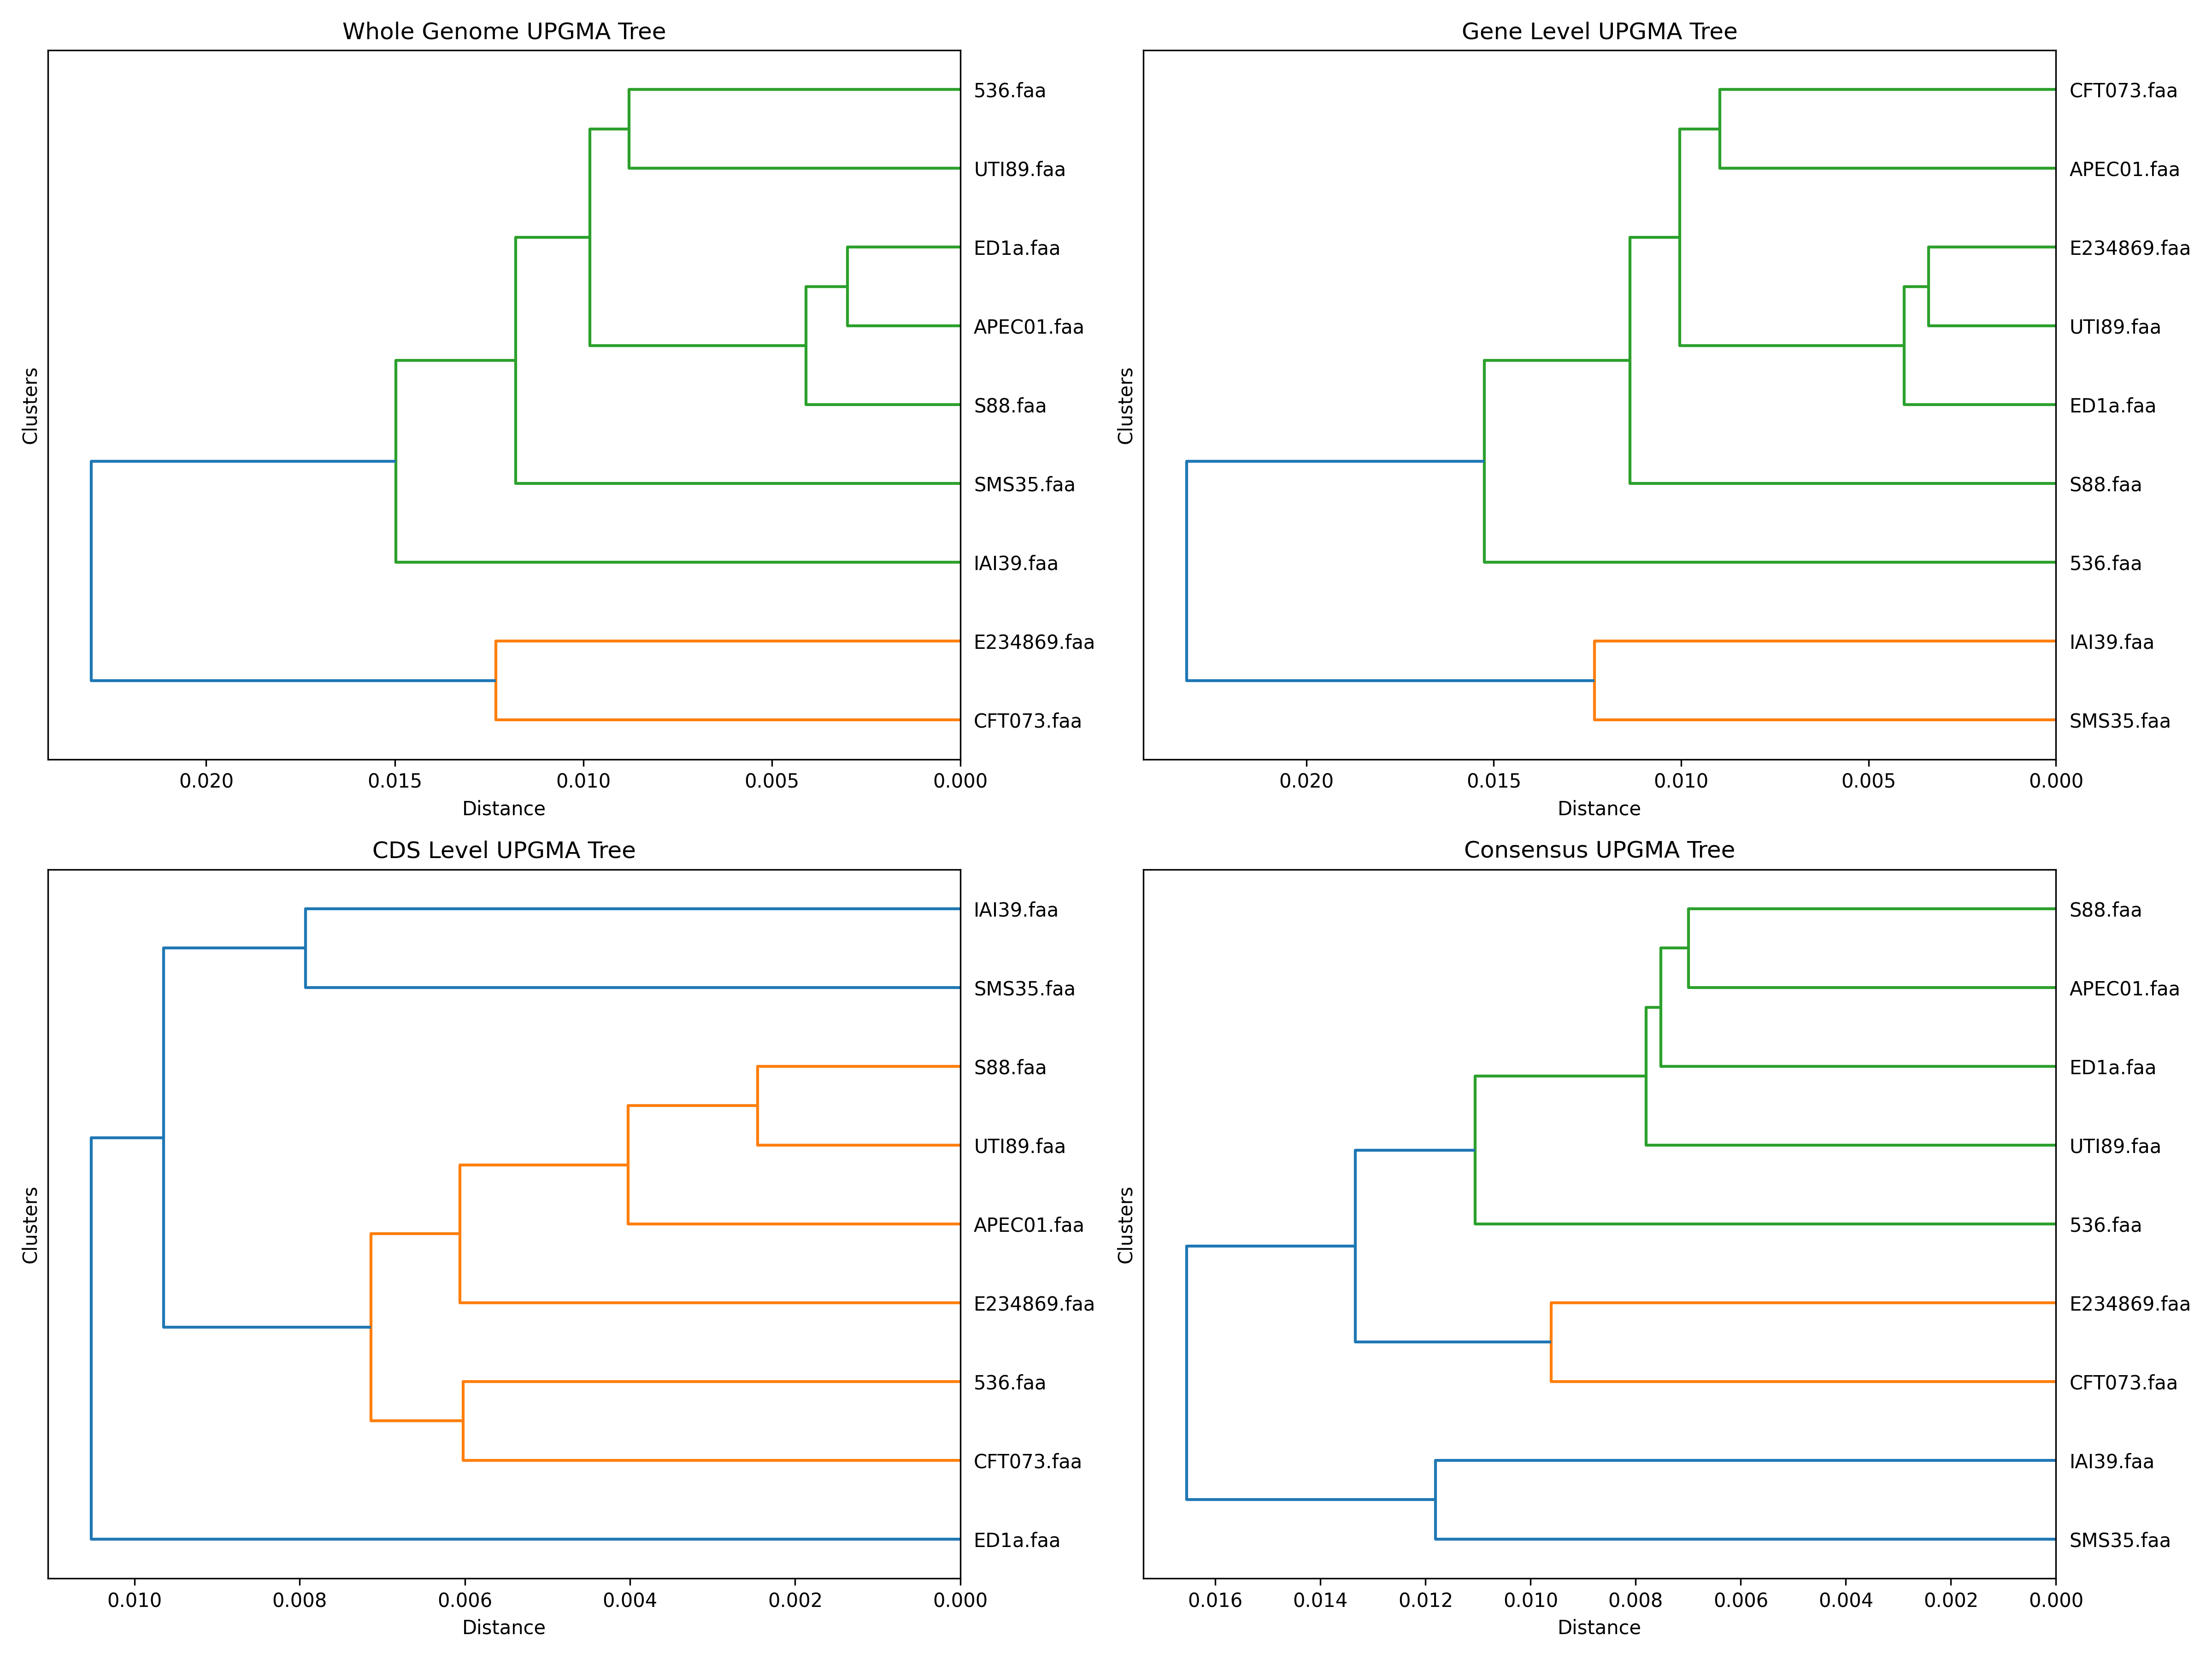 Whole Genome UPGMA Tree
536.faa
UTI89.faa
ED1a.faa
APEC01.faa
S88.faa
SMS35.faa
IAI39.faa
E234869.faa
CFT073.faa
Clusters
0.020 0.015 0.010 0.005 0.000
Distance
Gene Level UPGMA Tree
CFT073.faa
APEC01.faa
E234869.faa
UTI89.faa
ED1a.faa
S88.faa
536.faa
IAI39.faa
SMS35.faa
Clusters
0.020 0.015 0.010 0.005 0.000
Distance
CDS Level UPGMA Tree
IAI39.faa
SMS35.faa
S88.faa
UTI89.faa
APEC01.faa
E234869.faa
536.faa
CFT073.faa
ED1a.faa
Clusters
0.010 0.008 0.006 0.004 0.002 0.000
Distance
Consensus UPGMA Tree
S88.faa
APEC01.faa
ED1a.faa
UTI89.faa
536.faa
E234869.faa
CFT073.faa
IAI39.faa
SMS35.faa
Clusters
0.016 0.014 0.012 0.010 0.008 0.006 0.004 0.002 0.000
Distance